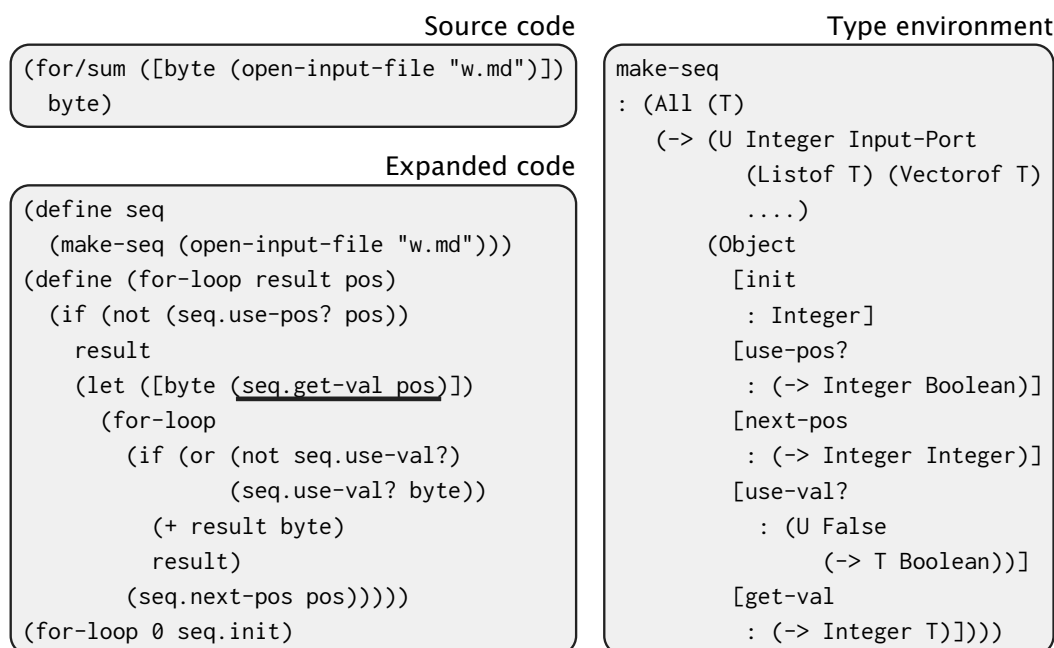 Source code
(for/sum ([byte (open-input-file "w.md")])
  byte)
Expanded code
(define seq
  (make-seq (open-input-file "w.md")))
(define (for-loop result pos)
  (if (not (seq.use-pos? pos))
    result
    (let ([byte (seq.get-val pos)])
      (for-loop
        (if (or (not seq.use-val?)
                (seq.use-val? byte))
          (+ result byte)
          result)
        (seq.next-pos pos)))))
(for-loop 0 seq.init)
Type environment
make-seq
: (All (T)
   (-> (U Integer Input-Port
          (Listof T) (Vectorof T)
          ....)
       (Object
         [init
          : Integer]
         [use-pos?
          : (-> Integer Boolean)]
         [next-pos
          : (-> Integer Integer)]
         [use-val?
          : (U False
               (-> T Boolean))]
         [get-val
          : (-> Integer T)])))